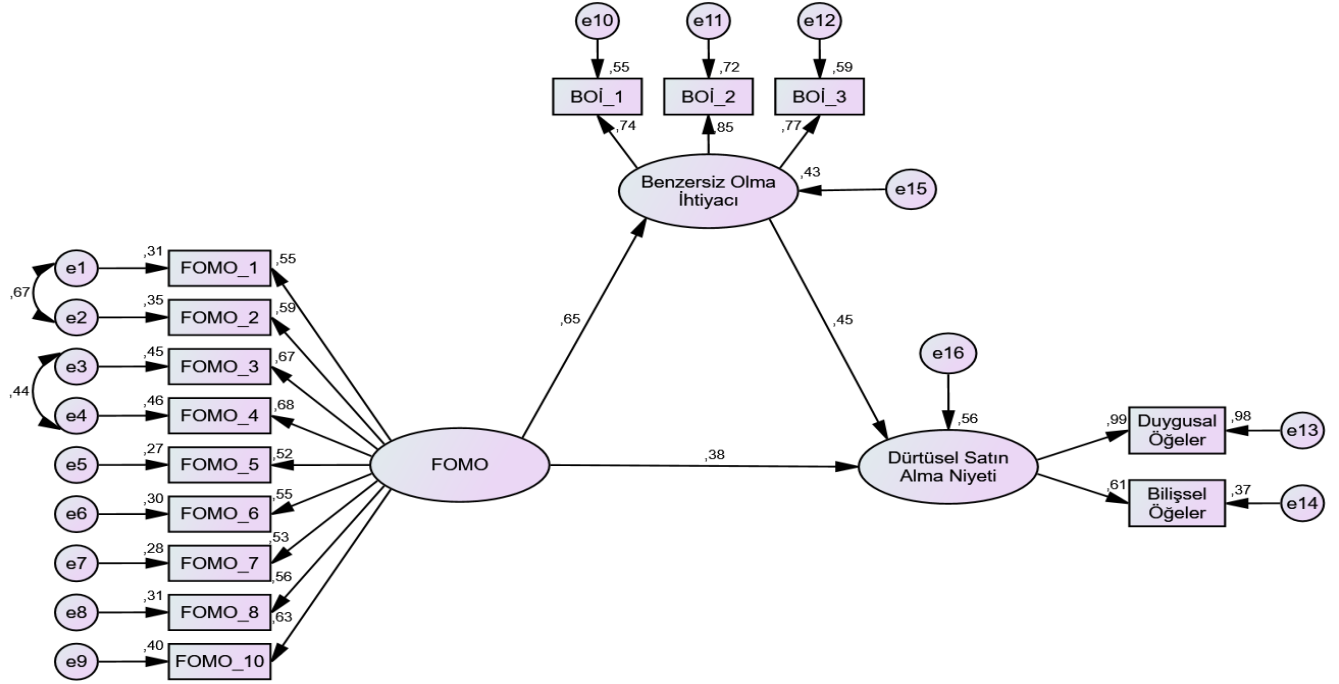 e10
e11
e12
,55
,72
,59
BOİ_1
BOİ_2
BOİ_3
,74
,85
,77
Benzersiz Olma
İhtiyacı
,43
e15
e1
,31
FOMO_1
,55
,67
e2
,35
FOMO_2
,59
e3
,45
FOMO_3
,67
,44
e4
,46
FOMO_4
,68
e5
,27
FOMO_5
,52
e6
,30
FOMO_6
,55
e7
,28
FOMO_7
,53
e8
,31
FOMO_8
,56
e9
,40
FOMO_10
,63
FOMO
,65
,45
,38
e16
,56
Dürtüsel Satın
Alma Niyeti
,99
Duygusal
Öğeler
,98
e13
,61
Bilişsel
Öğeler
,37
e14